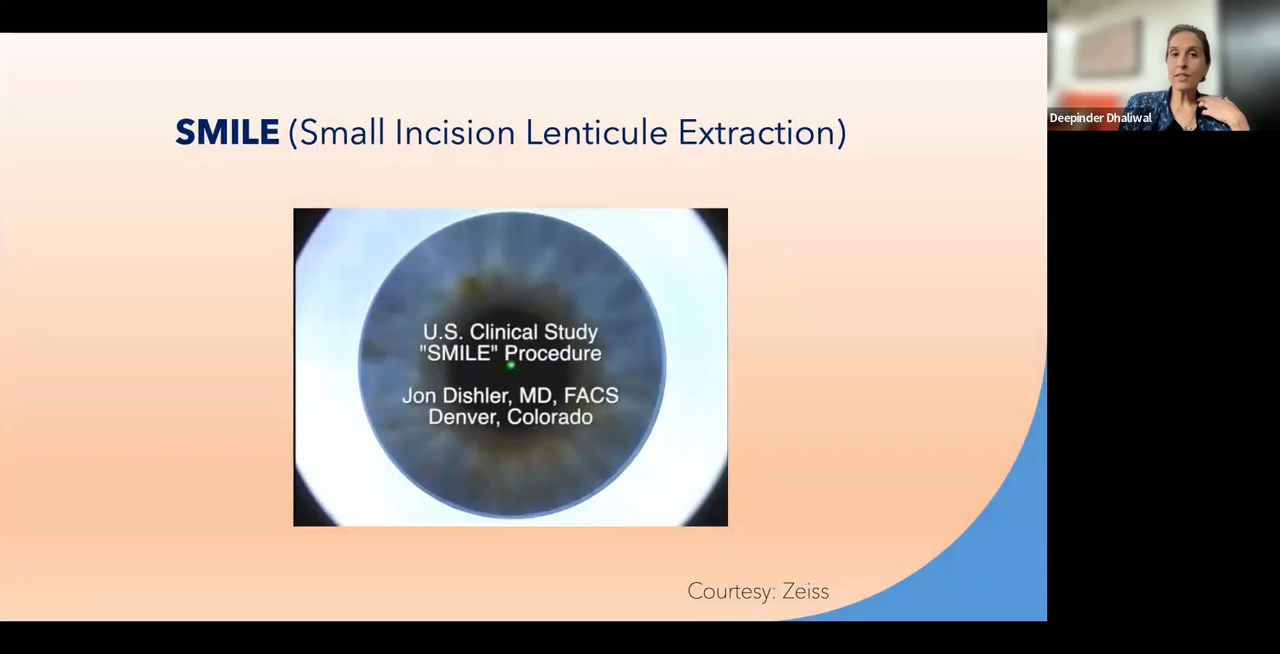 SMILE (Small Incision Lenticule Extraction)
U.S. Clinical Study
"SMILE" Procedure
Jon Dishler, MD, FACS
Denver, Colorado
Courtesy: Zeiss
Deepinder Dhaliwal